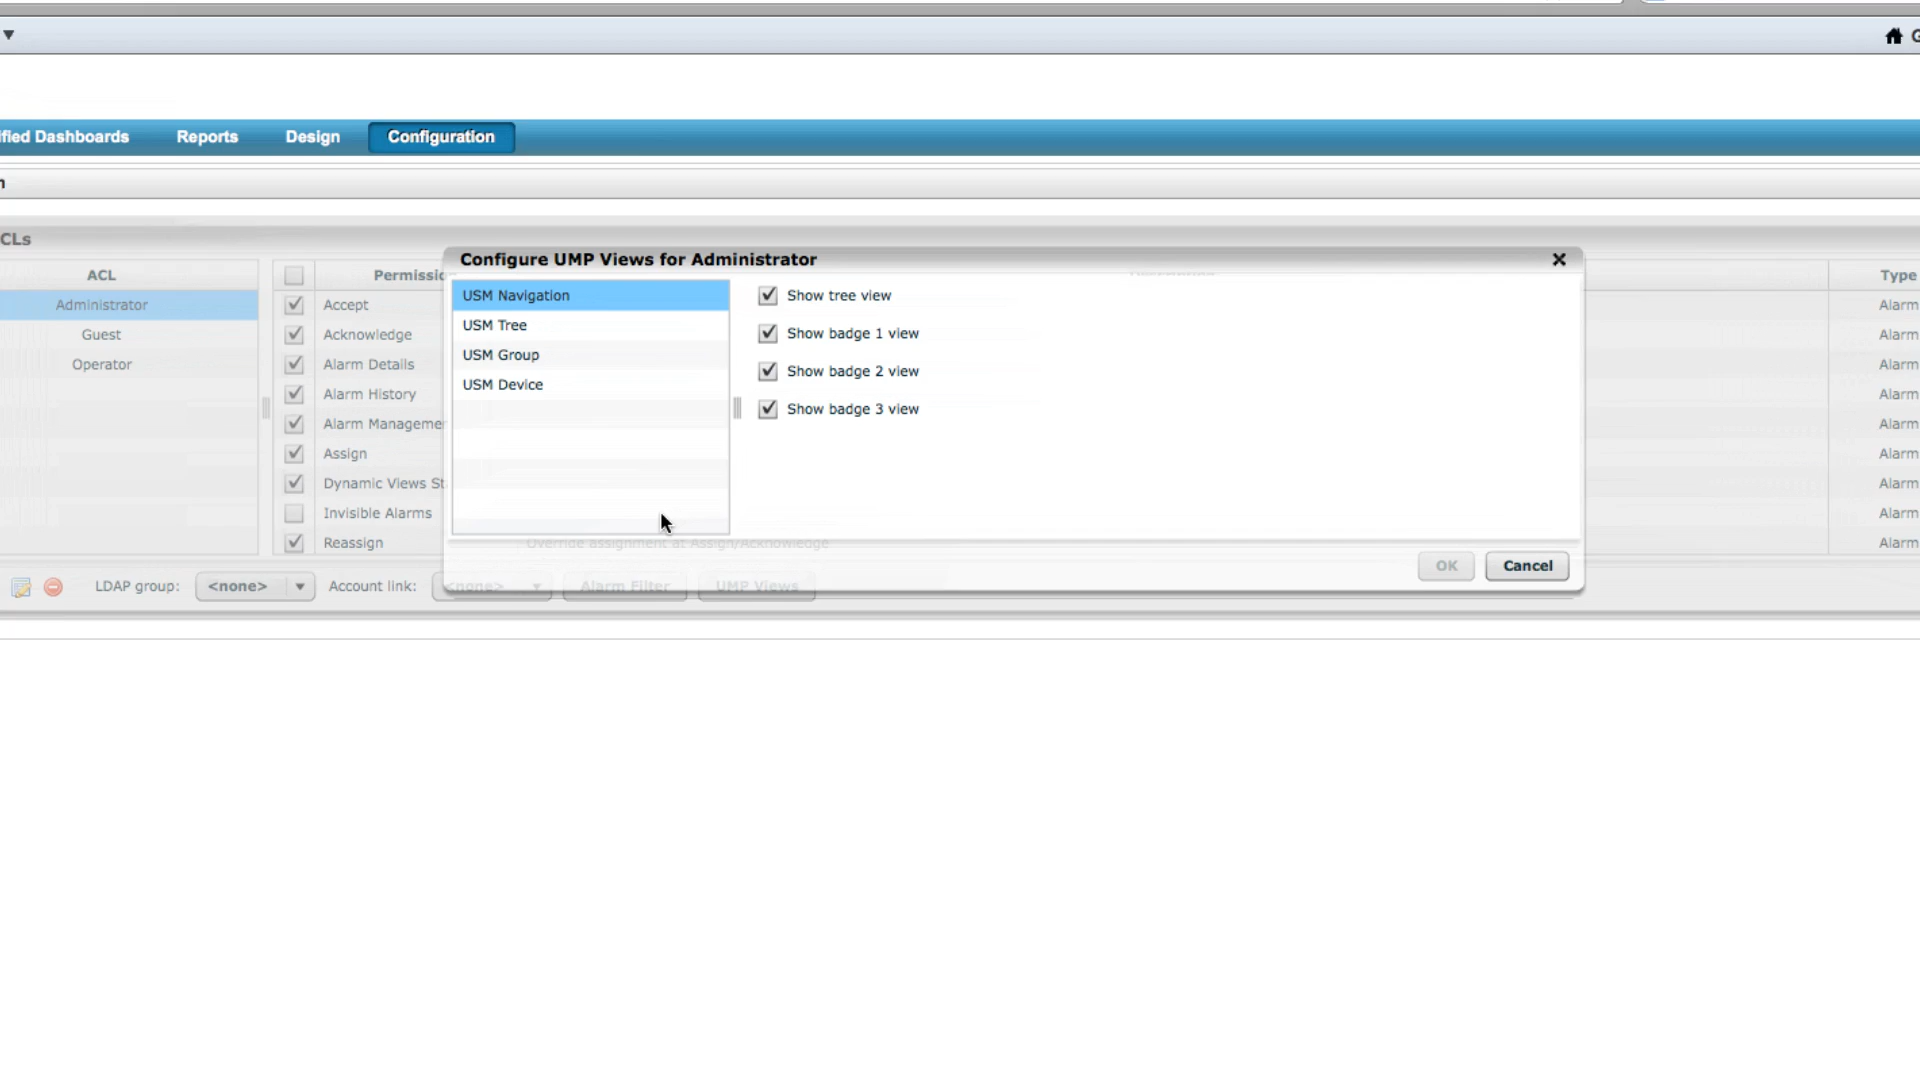 G
fied Dashboards Reports Design Configuration
n
CLs
Configure UMP Views for Administrator
ACL Permissio Type
Administrator
Guest
Operator
Accept
Acknowledge
Alarm Details
Alarm History
Alarm Manageme
Assign
Dynamic Views St
Invisible Alarms
Reassign
USM Navigation
USM Tree
USM Group
USM Device
Show tree view
Show badge 1 view
Show badge 2 view
Show badge 3 view
Alarm
Alarm
Alarm
Alarm
Alarm
Alarm
Alarm
Alarm
Alarm
Override assignment at Assign/Acknowledge
OK Cancel
LDAP group: <none> Account link: <none> Alarm Filter UMP Views